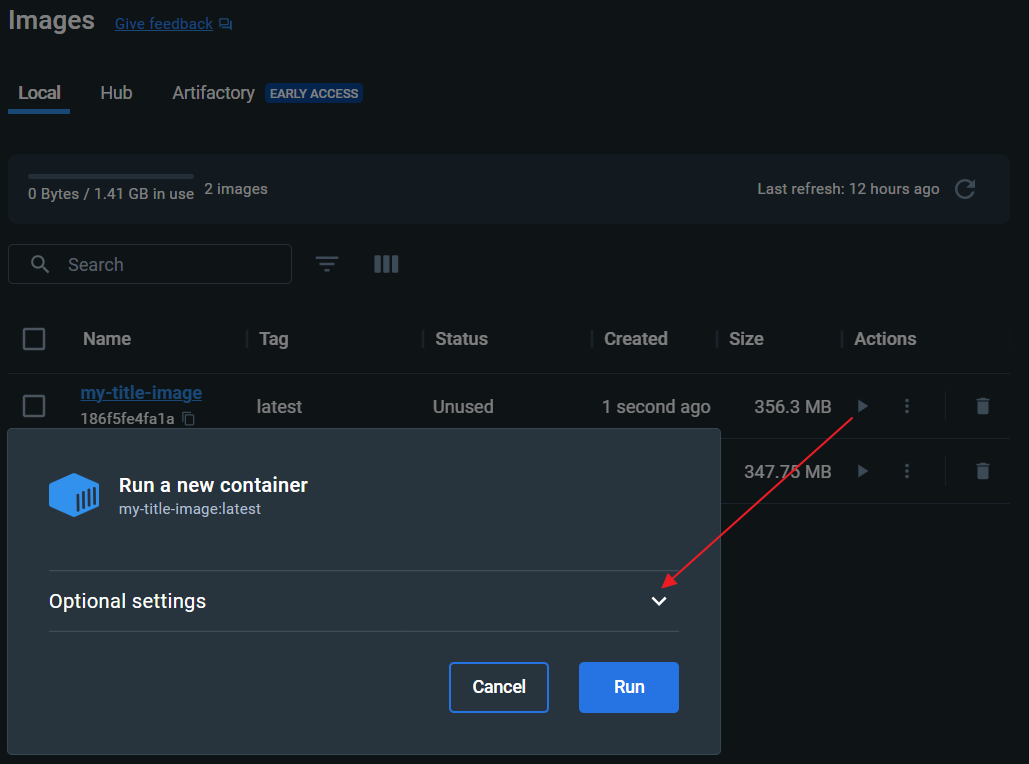 Images Give feedback
Local Hub Artifactory EARLY ACCESS
0 Bytes / 1.41 GB in use 2 images Last refresh: 12 hours ago
Search
Name Tag Status Created Size Actions
my-title-image latest Unused 1 second ago 356.3 MB
186f5fe4fa1a
347.75 MB
Run a new container
my-title-image:latest
Optional settings
Cancel Run